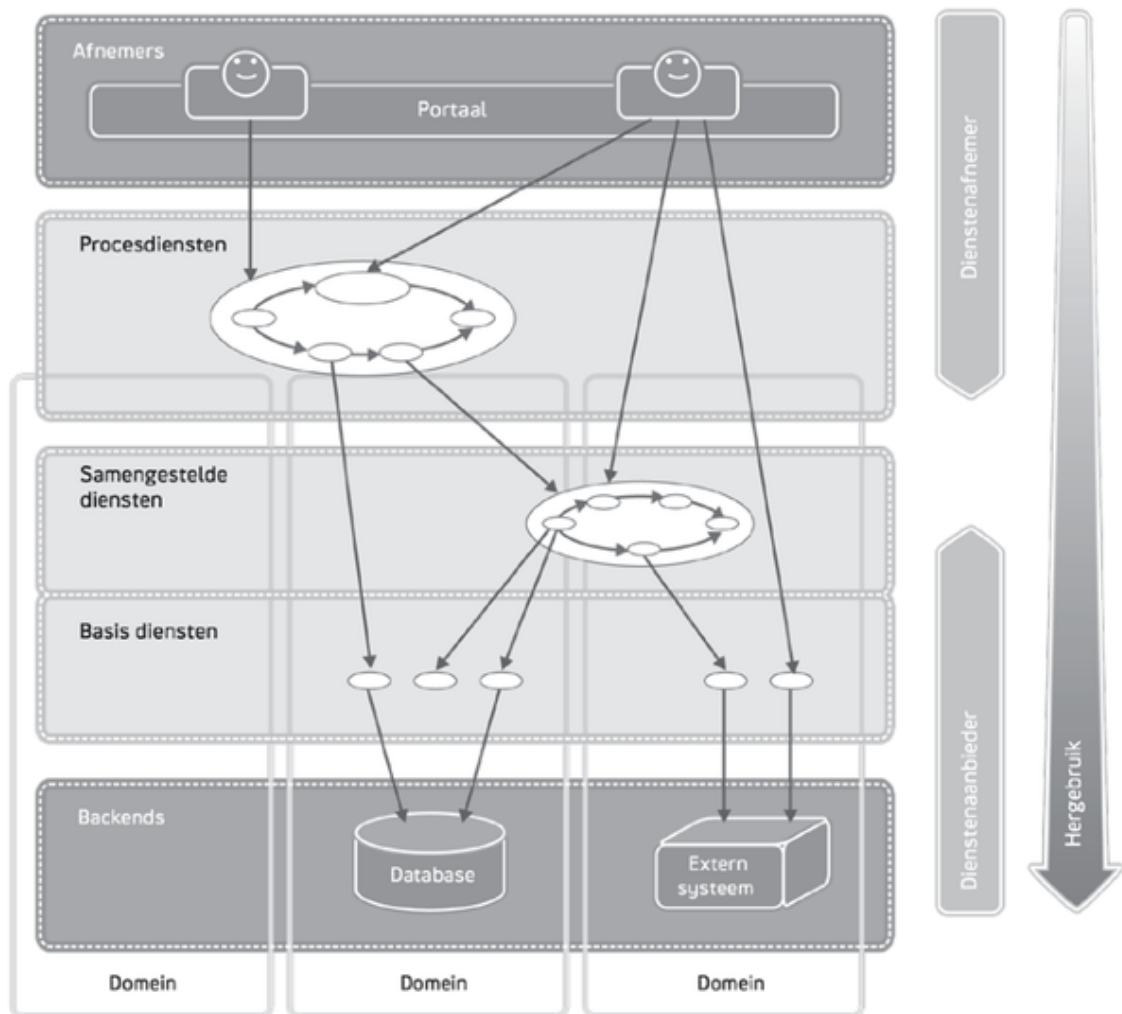 Afnemers
Portaal
Procesdiensten
Samengestelde
diensten
Basis diensten
Backends
Database
Extern
systeem
Domein
Domein
Domein
Dienstenafnemer
Dienstenaanbieder
Hergebruik